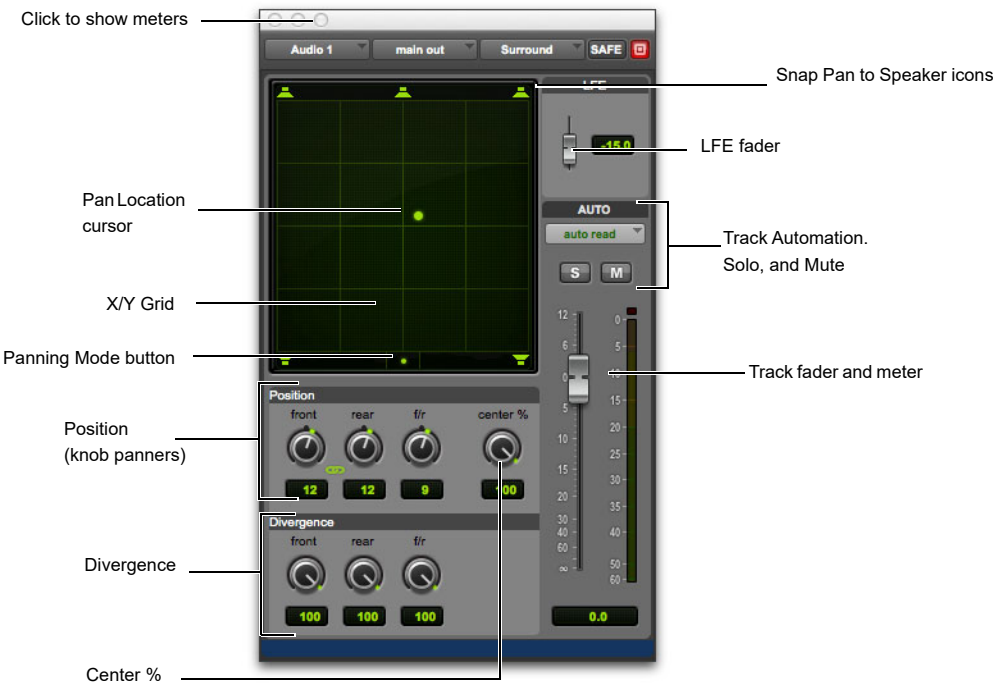 Click to show meters
Audio 1 main out Surround SAFE
Snap Pan to Speaker icons
LFE
-15.0
LFE fader
Pan Location
cursor
AUTO
auto read
S M
Track Automation.
Solo, and Mute
X/Y Grid
Panning Mode button
12
6
0
5
10
15
20
30
40
60
∞
0
5
10
15
20
25
30
35
40
50
60
Track fader and meter
0.0
Position
front rear f/r center %
12 12 9 100
Position
(knob panners)
Divergence
front rear f/r
100 100 100
Divergence
Center %